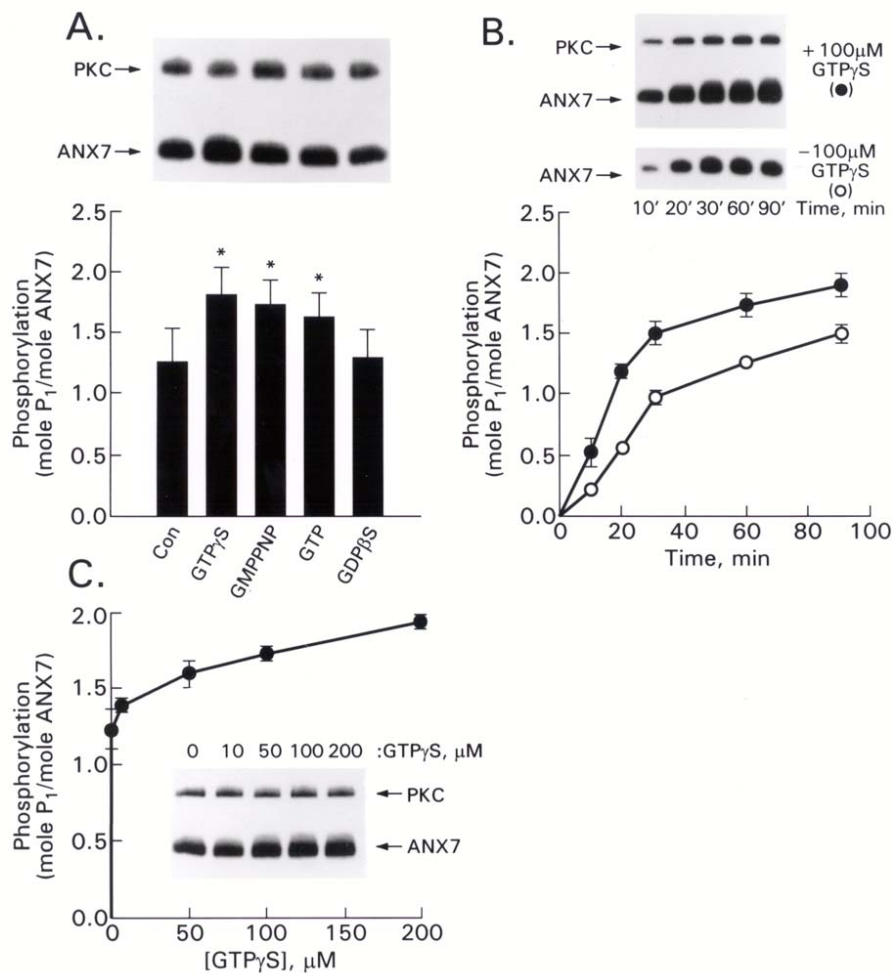 A.
PKC→
ANX7→
Phosphorylation
(mole P₁/mole ANX7)
2.5
2.0
1.5
1.0
0.5
0.0
* * *
Con
GTPγS
GMPPNP
GTP
GDPβS
B.
PKC→
ANX7→
+100μM
GTPγS
(●)
ANX7→
−100μM
GTPγS
(○)
10' 20' 30' 60' 90' Time, min
Phosphorylation
(mole P₁/mole ANX7)
2.5
2.0
1.5
1.0
0.5
0.0
0 20 40 60 80 100
Time, min
C.
Phosphorylation
(mole P₁/mole ANX7)
2.0
1.5
1.0
0.5
0.0
0 10 50 100 200 :GTPγS, μM
←PKC
←ANX7
0 50 100 150 200
[GTPγS], μM